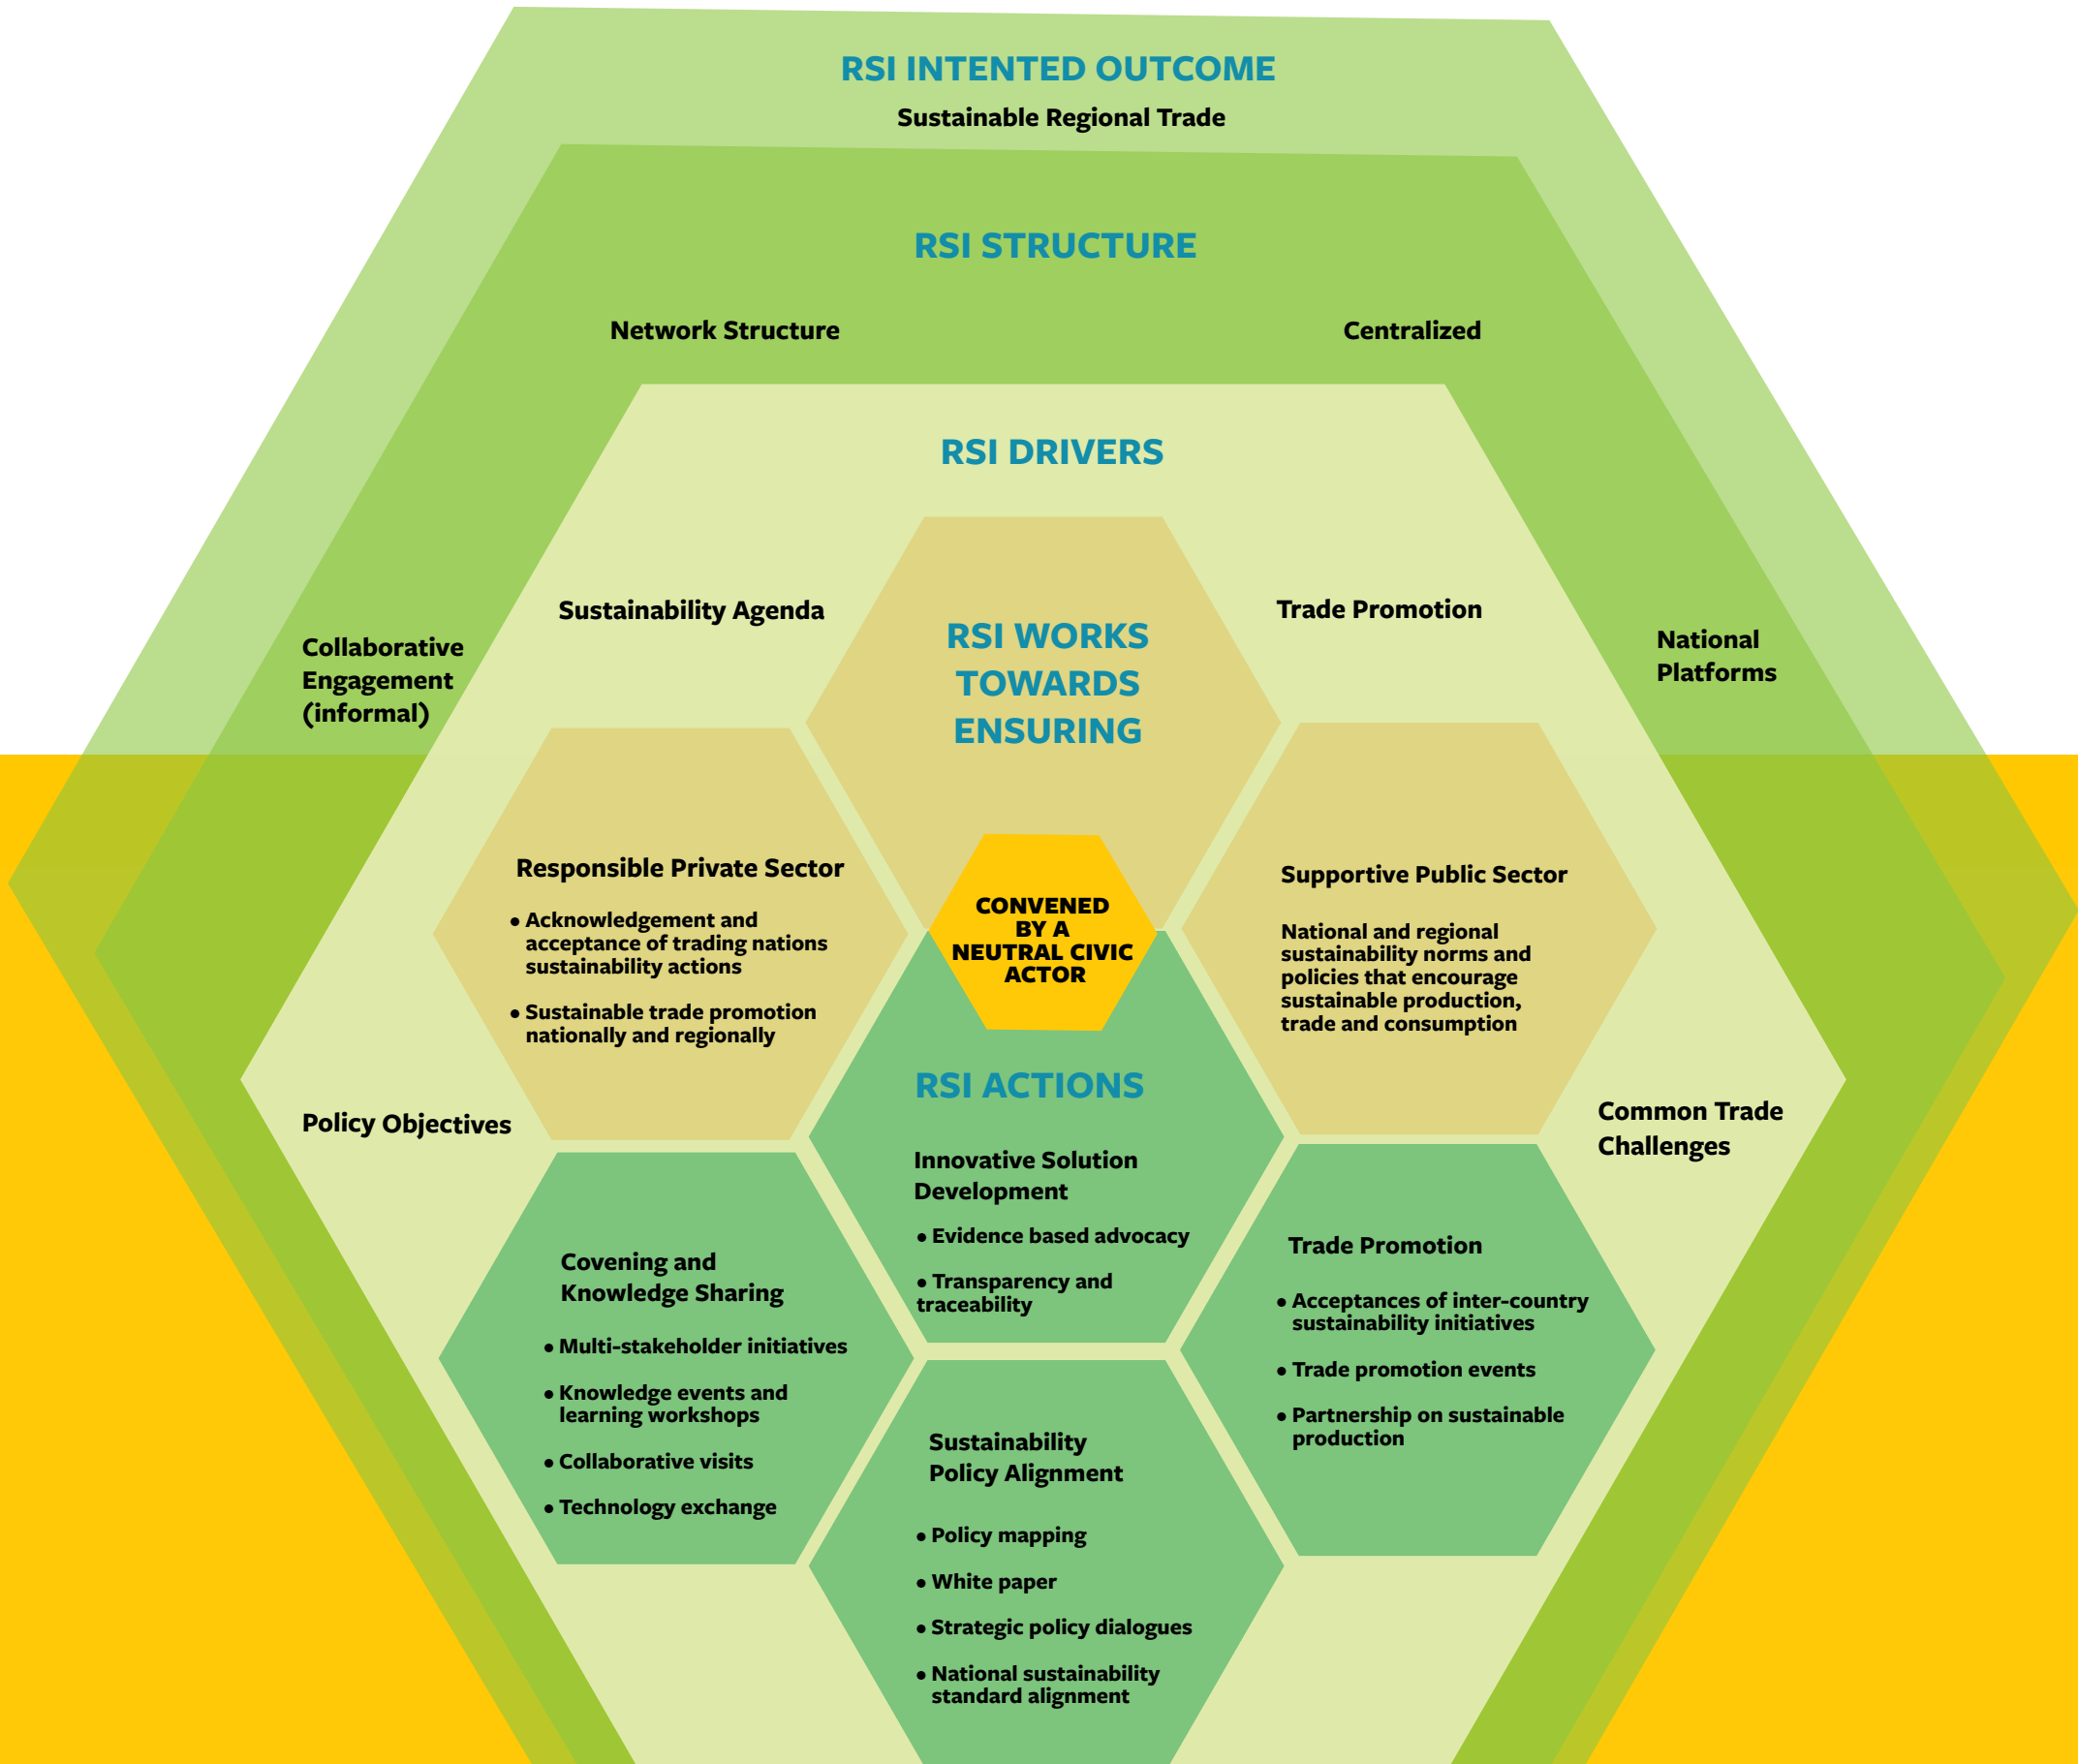 RSI INTENTED OUTCOME
Sustainable Regional Trade
RSI STRUCTURE
Network Structure
Centralized
Collaborative
Engagement
(informal)
National
Platforms
RSI DRIVERS
Sustainability Agenda
Trade Promotion
Policy Objectives
Common Trade
Challenges
RSI WORKS
TOWARDS
ENSURING
Responsible Private Sector
• Acknowledgement and
acceptance of trading nations
sustainability actions
• Sustainable trade promotion
nationally and regionally
Supportive Public Sector
National and regional
sustainability norms and
policies that encourage
sustainable production,
trade and consumption
CONVENED
BY A
NEUTRAL CIVIC
ACTOR
RSI ACTIONS
Innovative Solution
Development
• Evidence based advocacy
• Transparency and
traceability
Covening and
Knowledge Sharing
• Multi-stakeholder initiatives
• Knowledge events and
learning workshops
• Collaborative visits
• Technology exchange
Trade Promotion
• Acceptances of inter-country
sustainability initiatives
• Trade promotion events
• Partnership on sustainable
production
Sustainability
Policy Alignment
• Policy mapping
• White paper
• Strategic policy dialogues
• National sustainability
standard alignment